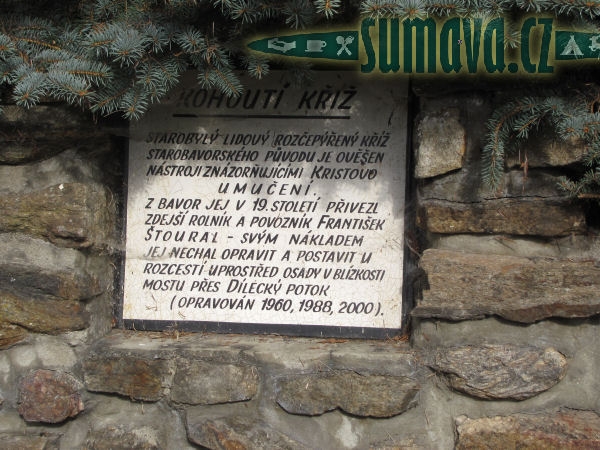 šumava.cz
KOHOUTÍ KŘÍŽ
STAROBYLÝ LIDOVÝ (ROZČEPÝŘENÝ KŘÍŽ
STAROBAVORSKÉHO PŮVODU JE OVĚŠEN
NÁSTROJI ZNÁZORŇUJÍCIMI KRISTOVO
UMUČENÍ.
Z BAVOR JEJ V 19. STOLETÍ PŘIVEZL
ZDEJŠÍ ROLNÍK A POVOZNÍK FRANTIŠEK
ŠTOURAL - SVÝM NÁKLADEM
JEJ NECHAL OPRAVIT A POSTAVIT U
ROZCESTÍ UPROSTŘED OSADY V BLÍZKOSTI
MOSTU PŘES DÍLECKÝ POTOK
(OPRAVOVÁN 1960, 1988, 2000).